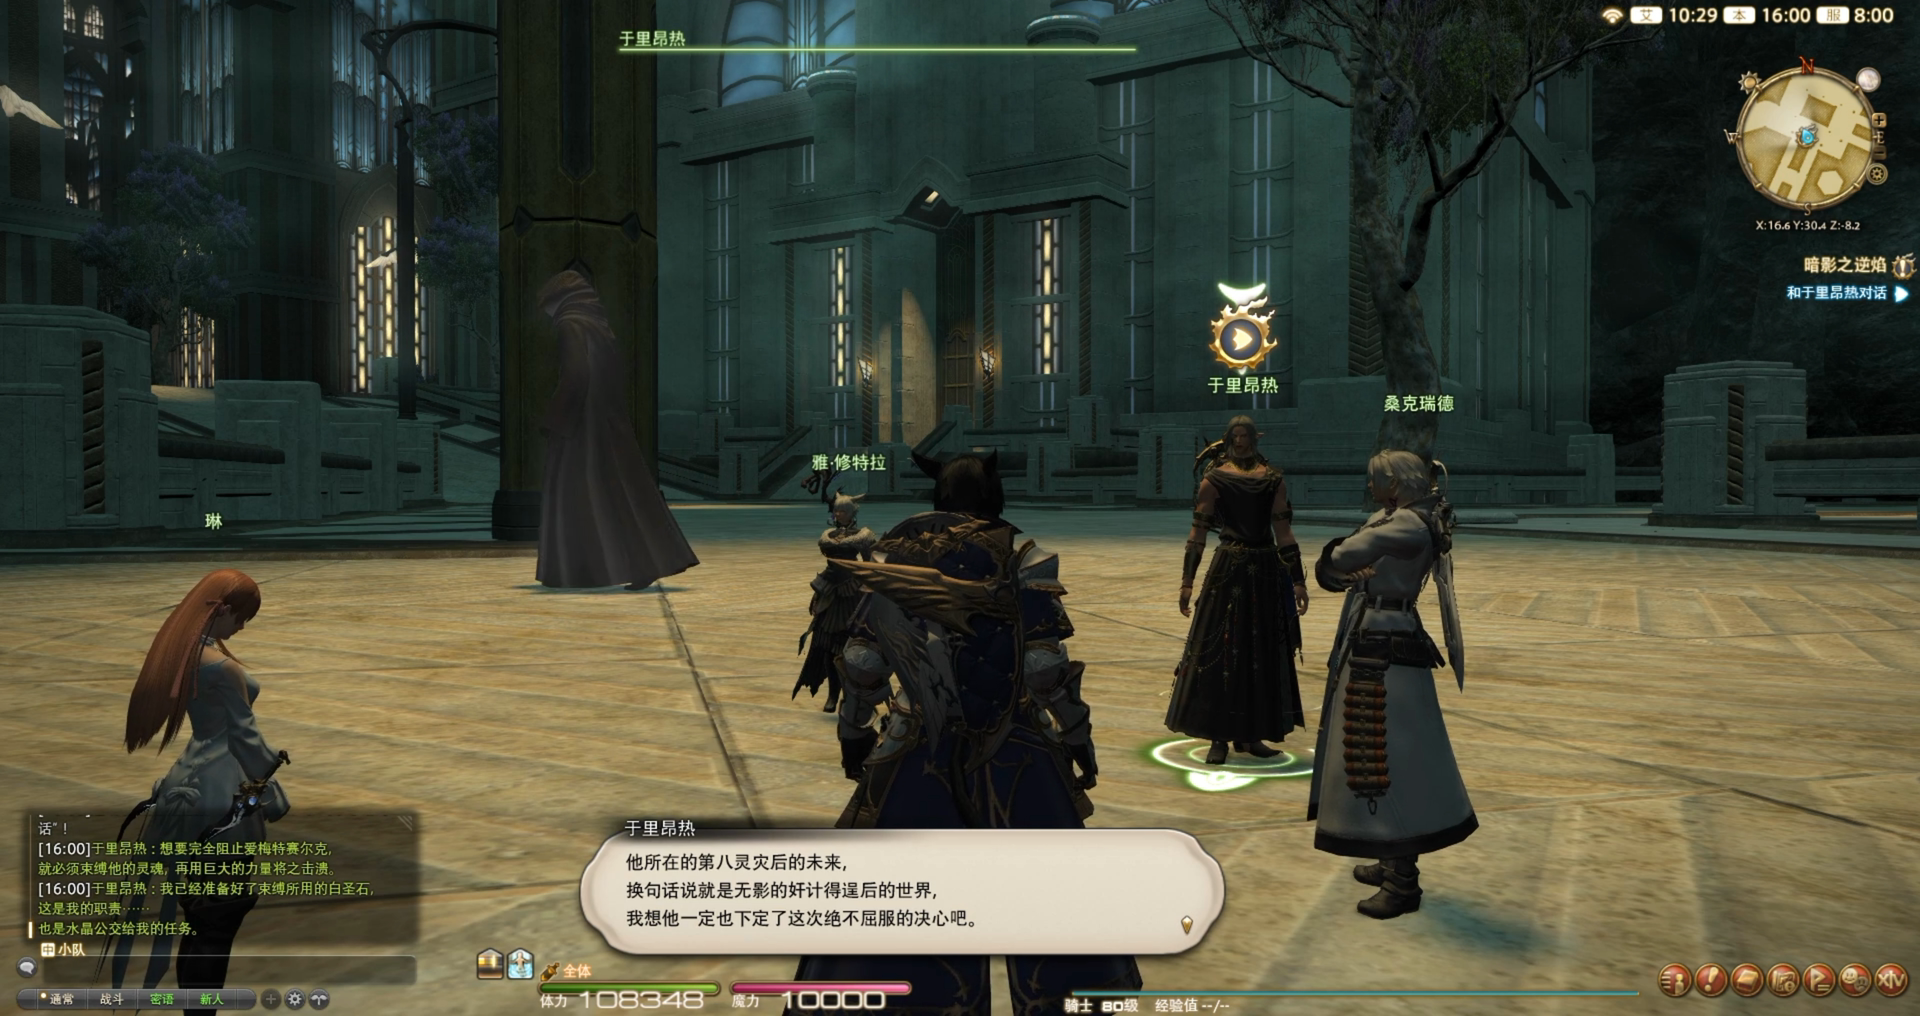 于里昂热
艾 10:29 本 16:00 服 8:00
N
W
E
S
X:16.6 Y:30.4 Z:-8.2
暗影之逆焰
和于里昂热对话
于里昂热
桑克瑞德
雅·修特拉
琳
话”！
[16:00]于里昂热：想要完全阻止爱梅特赛尔克，
就必须束缚他的灵魂，再用巨大的力量将之击溃。
[16:00]于里昂热：我已经准备好了束缚所用的白圣石，
这是我的职责……
也是水晶公交给我的任务。
中 小队
通常 战斗 密语 新人
于里昂热
他所在的第八灵灾后的未来，
换句话说就是无影的奸计得逞后的世界，
我想他一定也下定了这次绝不屈服的决心吧。
全体
体力 108348 魔力 10000
骑士 80级 经验值 --/--
XIV